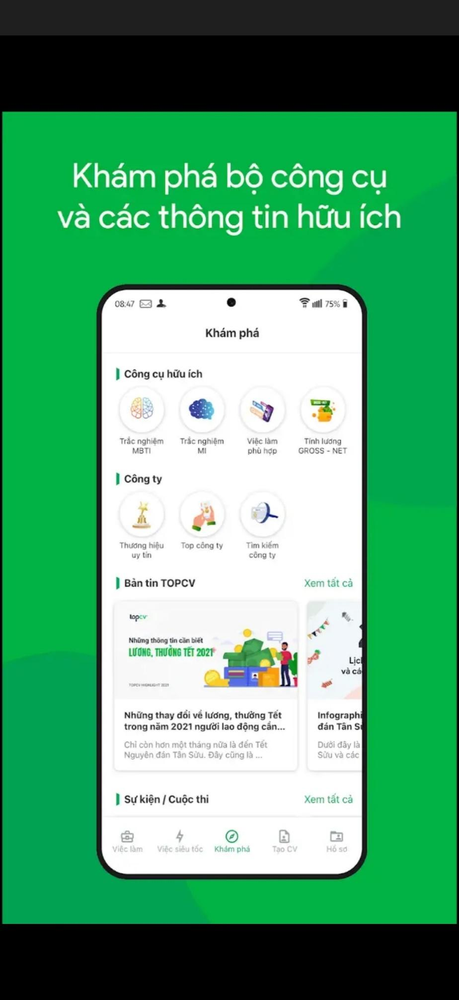 Khám phá bộ công cụ
và các thông tin hữu ích
08:47
75%
Khám phá
Công cụ hữu ích
Trắc nghiệm
MBTI
Trắc nghiệm
MI
Việc làm
phù hợp
Tính lương
GROSS - NET
Công ty
Thương hiệu
uy tín
Top công ty
Tìm kiếm
công ty
Bản tin TOPCV
Xem tất cả
topcv
Những thông tin cần biết
LƯƠNG, THƯỞNG TẾT 2021
TOPCV HIGHLIGHT 2021
Những thay đổi về lương, thưởng Tết
trong năm 2021 người lao động cần...
Chỉ còn hơn một tháng nữa là đến Tết
Nguyên đán Tân Sửu. Đây cũng là ...
và cá
Infographi
đán Tân
Dưới đây là
Sửu và các
Sự kiện / Cuộc thi
Xem tất cả
Việc làm
Việc siêu tốc
Khám phá
Tạo CV
Hồ sơ